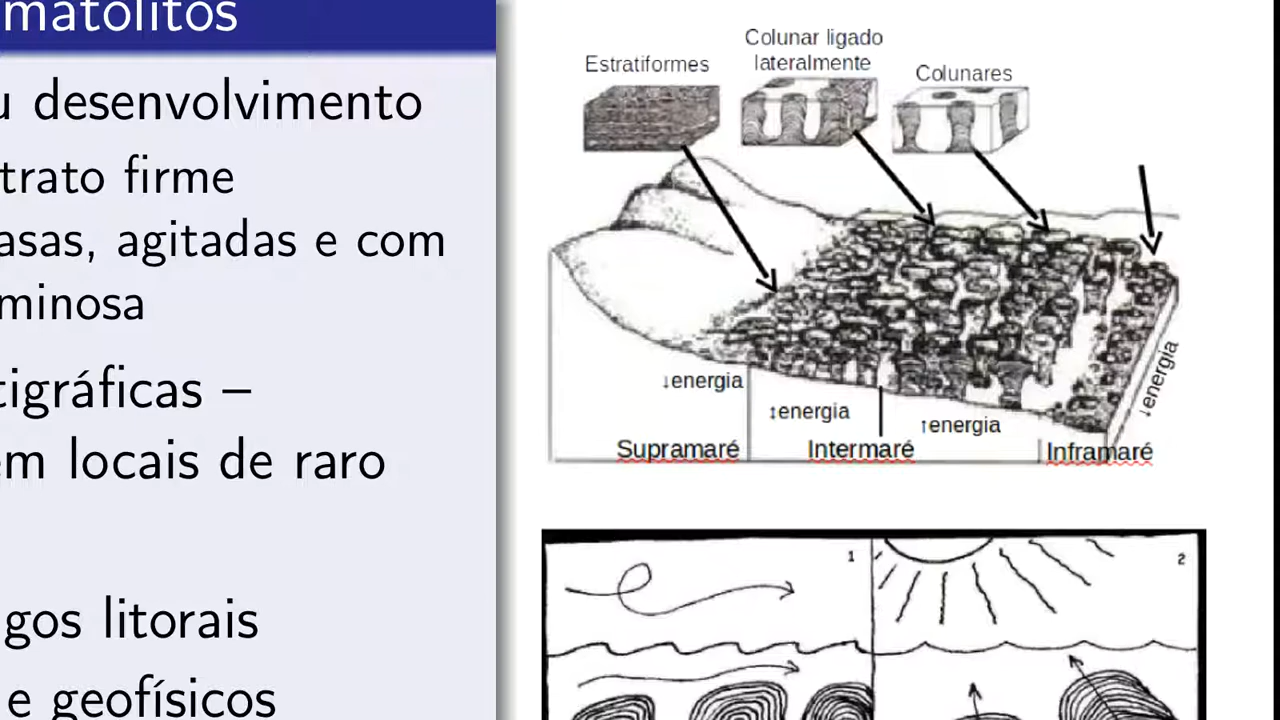 matolitos
u desenvolvimento
trato firme
asas, agitadas e com
minosa
tigráficas –
em locais de raro
gos litorais
e geofísicos
Estratiformes
Colunar ligado
lateralmente
Colunares
↓energia
↕energia
↑energia
↓energia
Supramaré
Intermaré
Inframaré
1
2